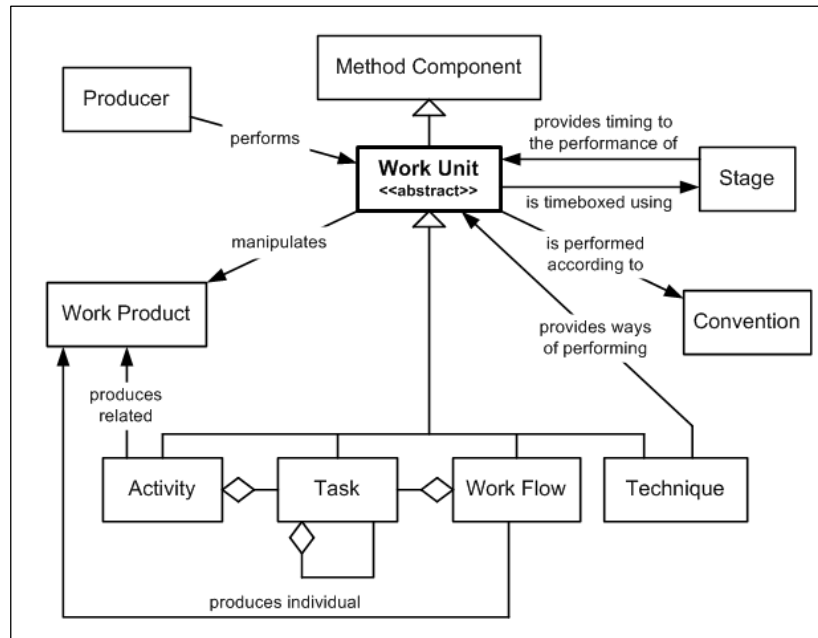 Method Component
Producer
performs
provides timing to
the performance of
Work Unit
<<abstract>>
Stage
is timeboxed using
manipulates
is performed
according to
Work Product
Convention
provides ways
of performing
produces
related
Activity
Task
Work Flow
Technique
produces individual